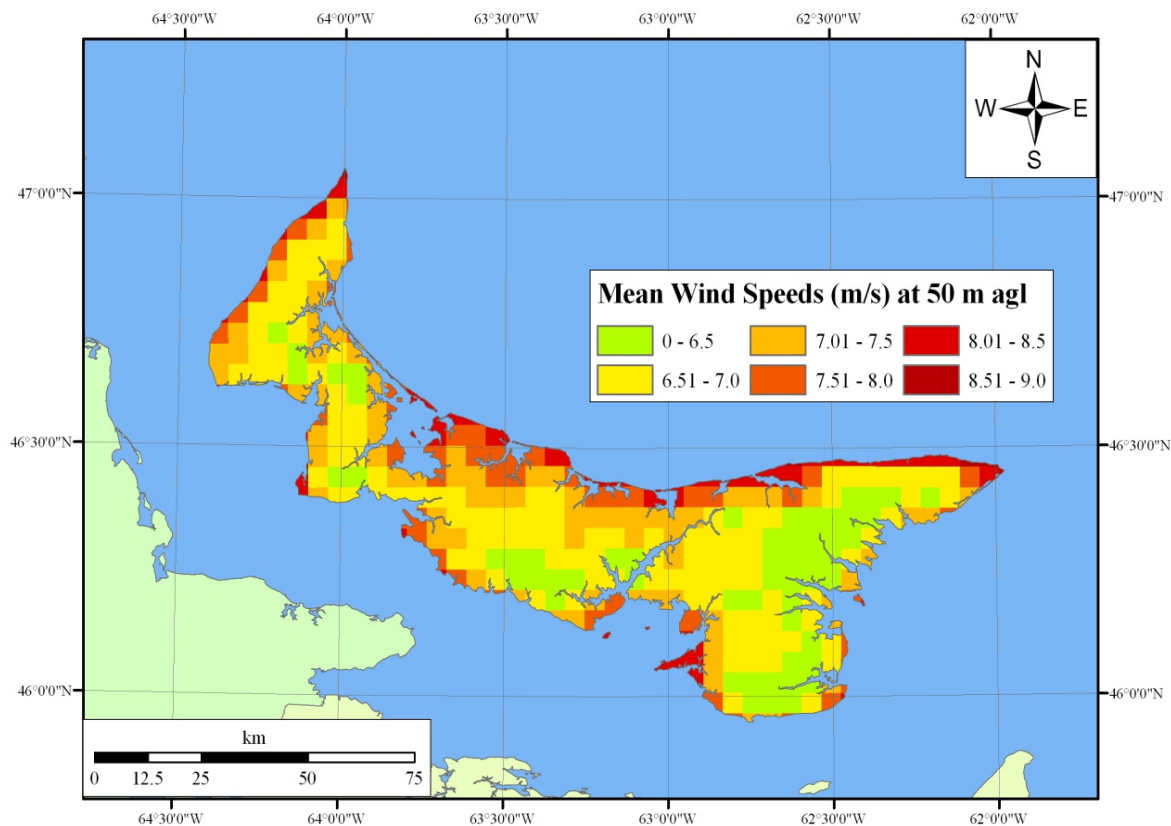 64°30'0"W 64°0'0"W 63°30'0"W 63°0'0"W 62°30'0"W 62°0'0"W
N
W E
S
47°0'0"N 47°0'0"N
Mean Wind Speeds (m/s) at 50 m agl
0 - 6.5 7.01 - 7.5 8.01 - 8.5
6.51 - 7.0 7.51 - 8.0 8.51 - 9.0
46°30'0"N 46°30'0"N
46°0'0"N 46°0'0"N
km
0 12.5 25 50 75
64°30'0"W 64°0'0"W 63°30'0"W 63°0'0"W 62°30'0"W 62°0'0"W